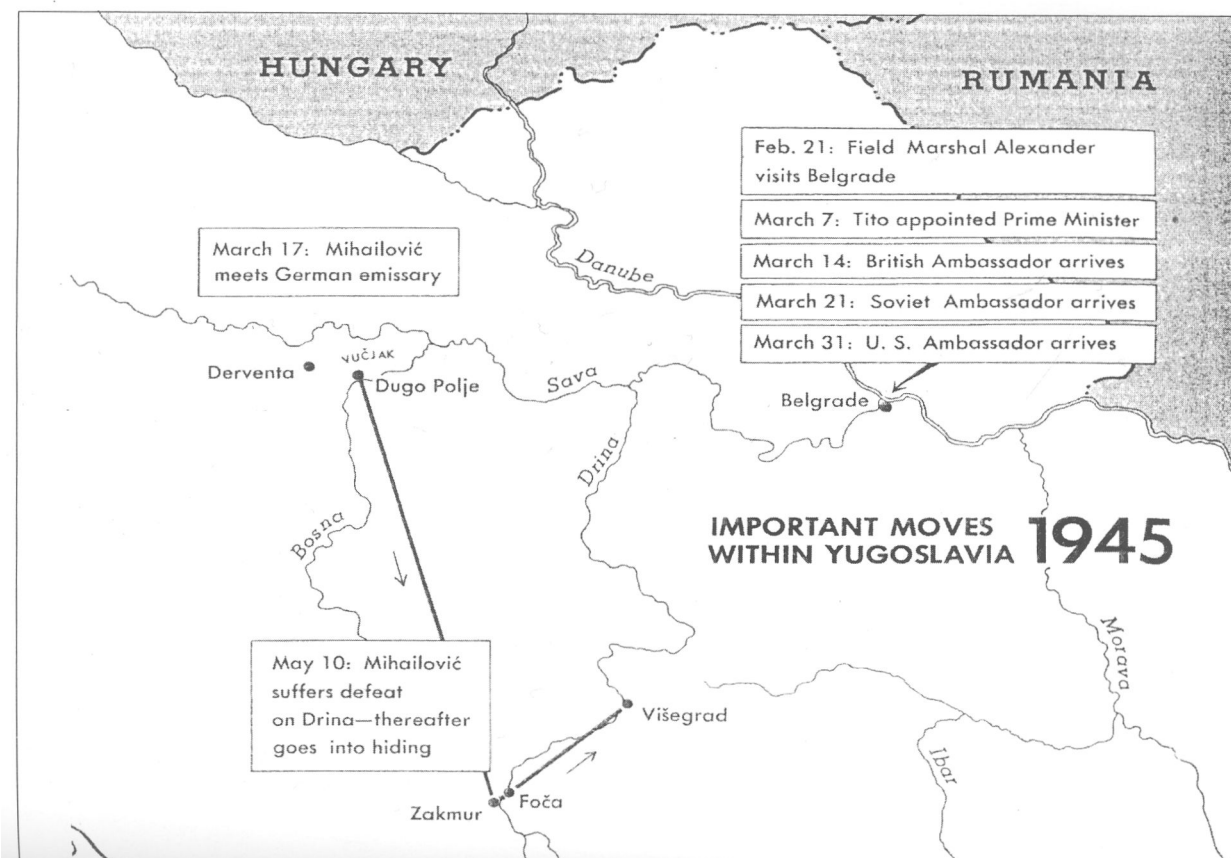 HUNGARY
RUMANIA
Feb. 21: Field Marshal Alexander
visits Belgrade
March 7: Tito appointed Prime Minister
March 14: British Ambassador arrives
March 21: Soviet Ambassador arrives
March 31: U. S. Ambassador arrives
March 17: Mihailović
meets German emissary
Danube
Derventa
VUČJAK
Dugo Polje
Sava
Belgrade
Drina
Bosna
IMPORTANT MOVES
WITHIN YUGOSLAVIA 1945
Morava
May 10: Mihailović
suffers defeat
on Drina—thereafter
goes into hiding
Višegrad
Ibar
Foča
Zakmur